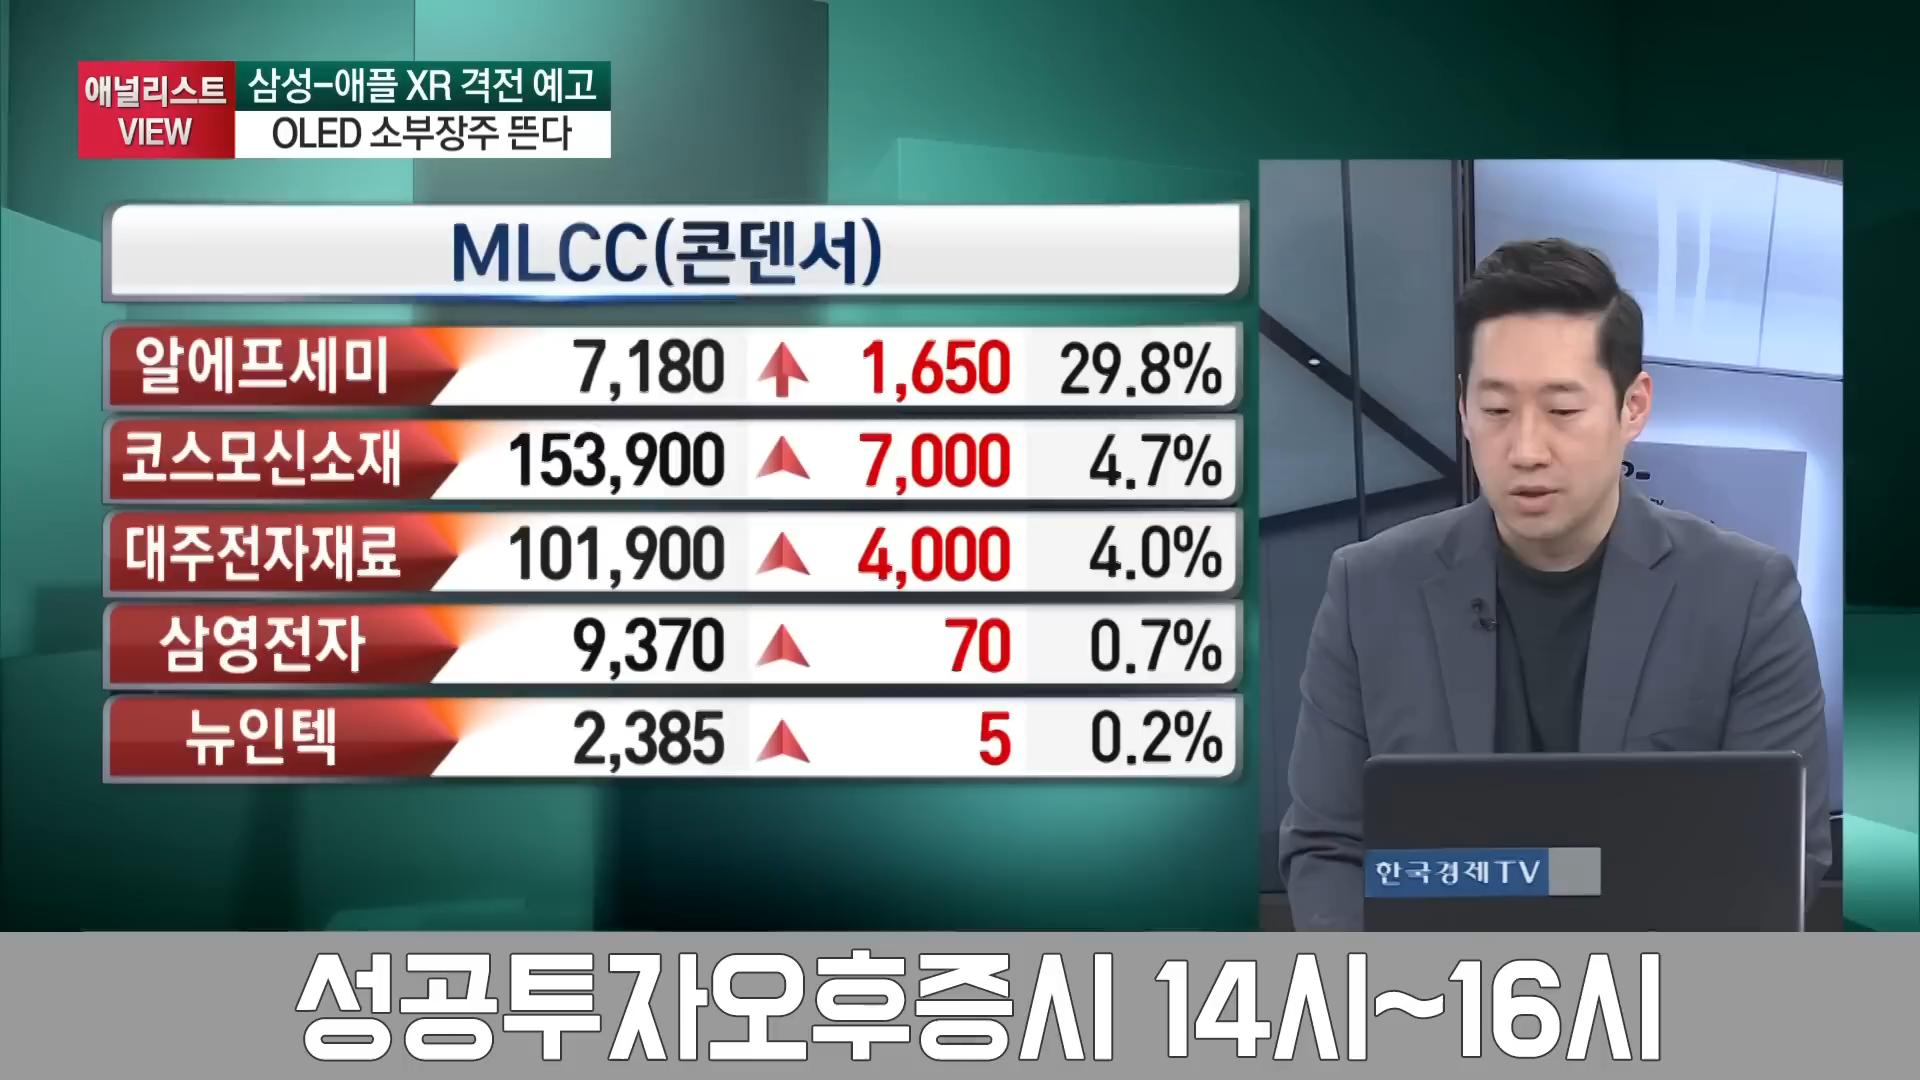 애널리스트
VIEW
삼성-애플 XR 격전 예고
OLED 소부장주 뜬다
MLCC(콘덴서)
알에프세미 7,180 1,650 29.8%
코스모신소재 153,900 7,000 4.7%
대주전자재료 101,900 4,000 4.0%
삼영전자 9,370 70 0.7%
뉴인텍 2,385 5 0.2%
한국경제TV
성공투자오후증시 14시~16시